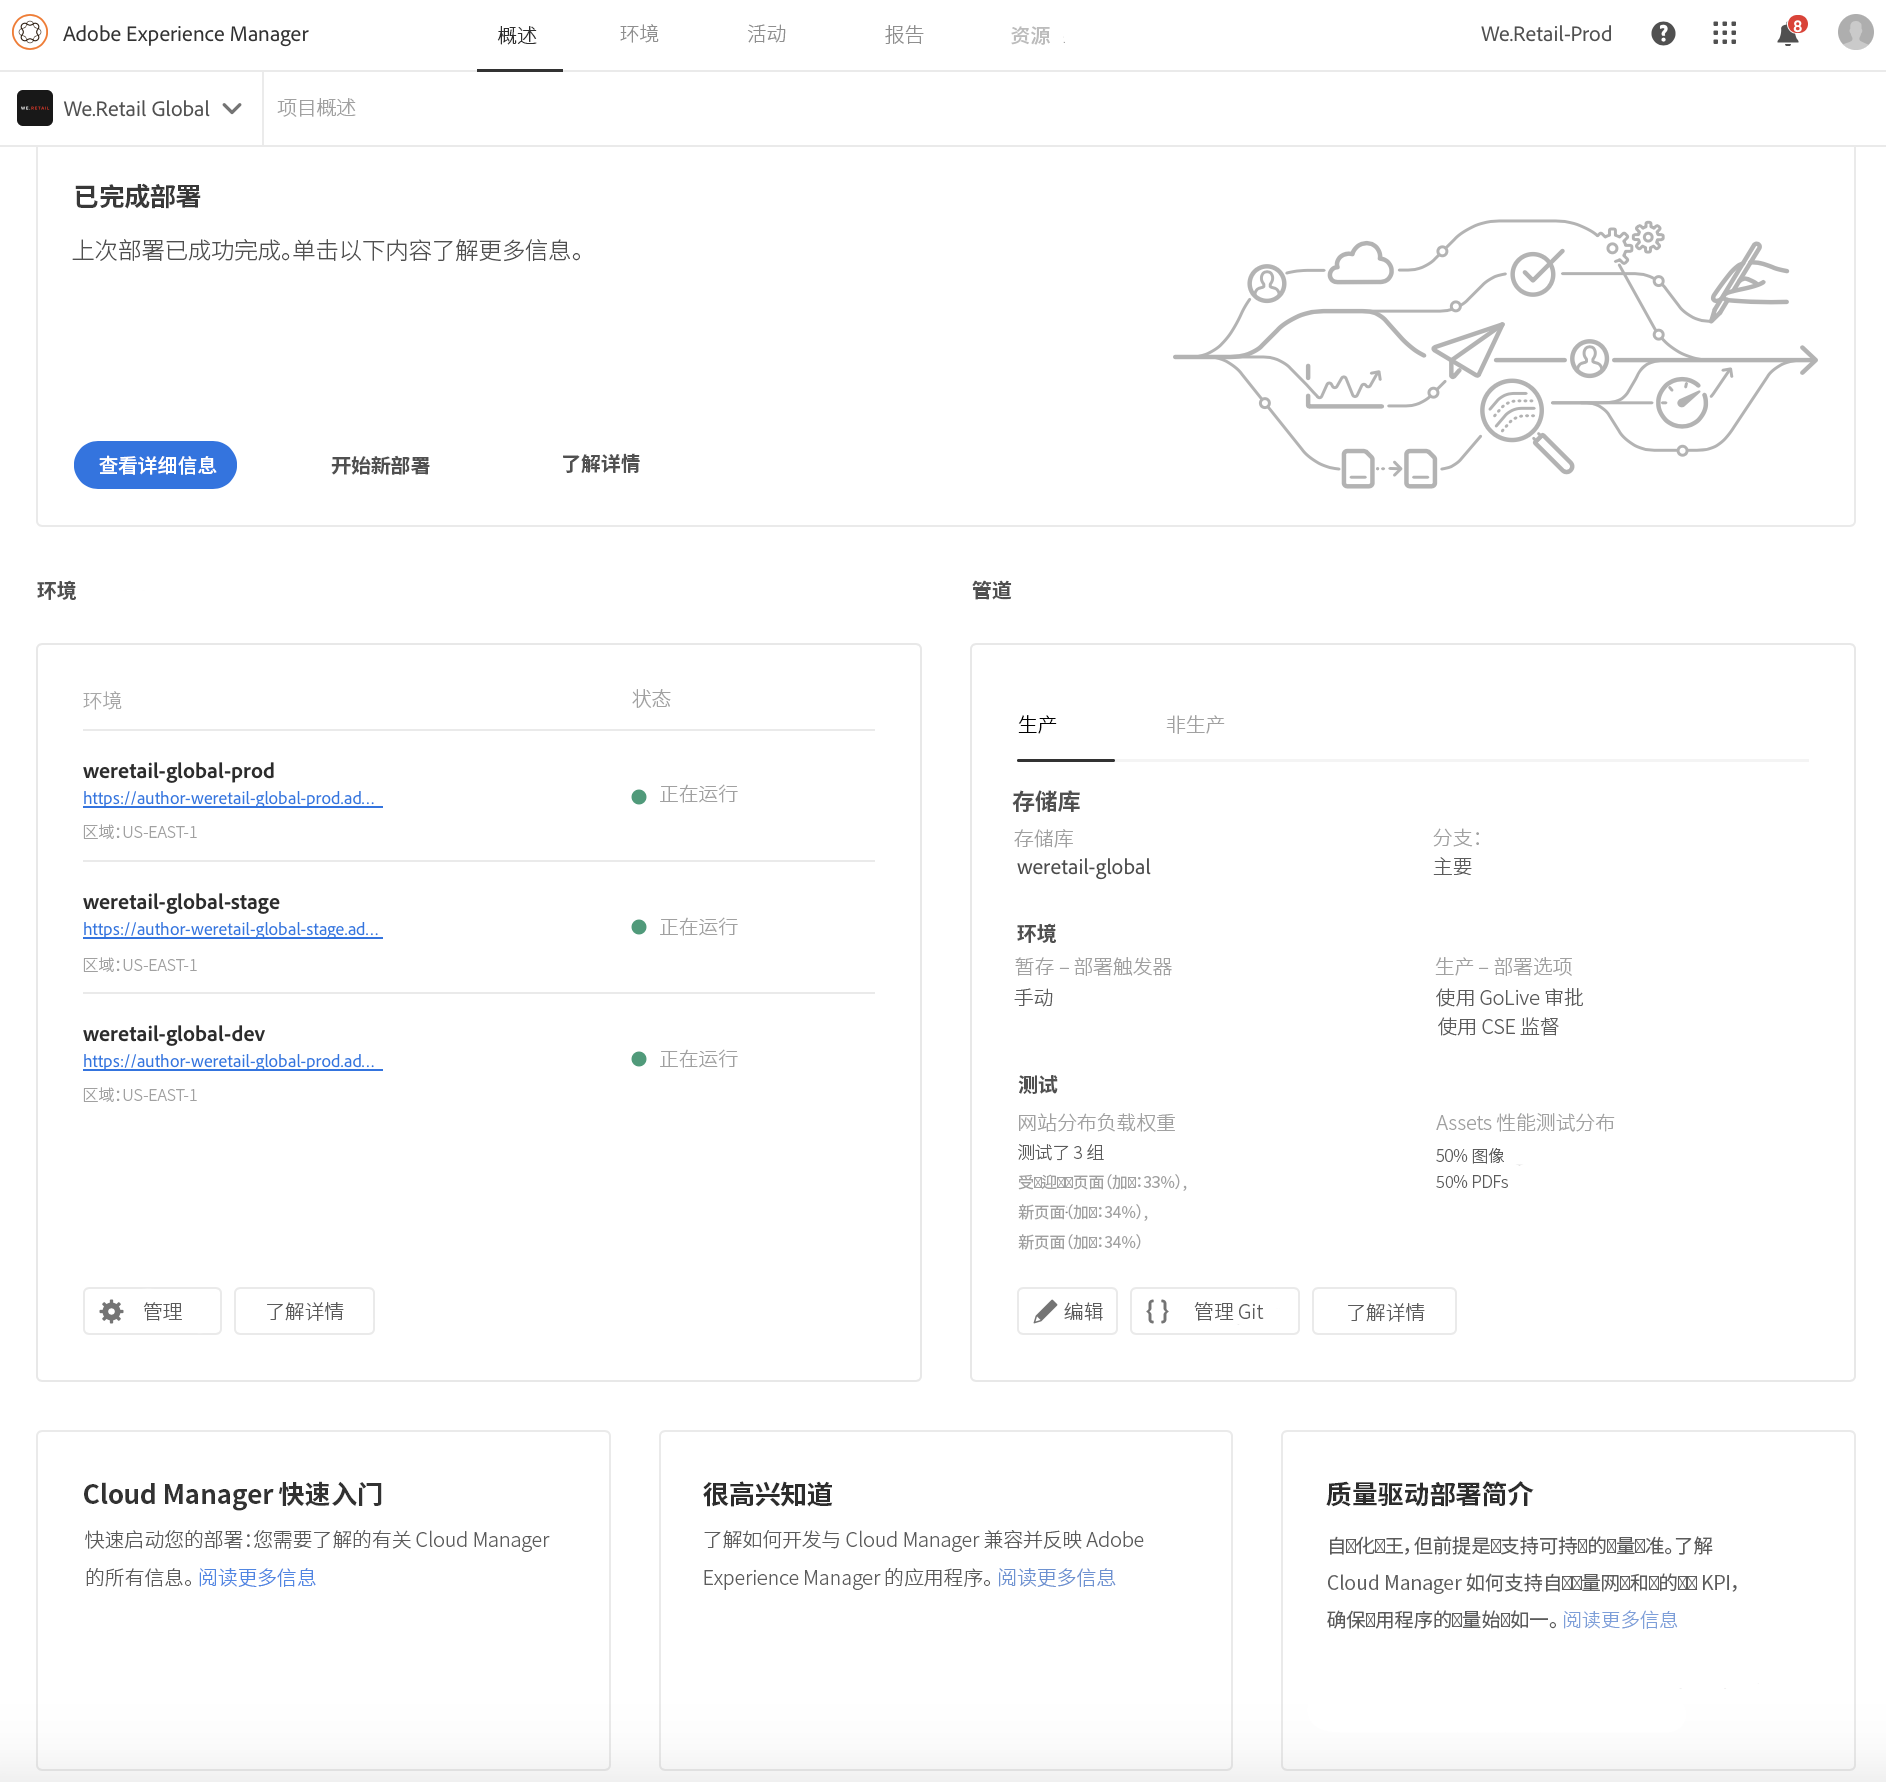 Adobe Experience Manager
概述
环境
活动
报告
资源
We.Retail-Prod
8
WE.RETAIL
We.Retail Global
项目概述
已完成部署
上次部署已成功完成。单击以下内容了解更多信息。
查看详细信息
开始新部署
了解详情
环境
环境
状态
weretail-global-prod
https://author-weretail-global-prod.ad...
区域：US-EAST-1
正在运行
weretail-global-stage
https://author-weretail-global-stage.ad...
区域：US-EAST-1
正在运行
weretail-global-dev
https://author-weretail-global-prod.ad...
区域：US-EAST-1
正在运行
管理
了解详情
管道
生产
非生产
存储库
存储库
weretail-global
分支：
主要
环境
暂存 – 部署触发器
手动
生产 – 部署选项
使用 GoLive 审批
使用 CSE 监督
测试
网站分布负载权重
测试了 3 组
受迎页面（加：33%），
新页面（加：34%），
新页面（加：34%）
Assets 性能测试分布
50% 图像
50% PDFs
编辑
管理 Git
了解详情
Cloud Manager 快速入门
快速启动您的部署：您需要了解的有关 Cloud Manager
的所有信息。阅读更多信息
很高兴知道
了解如何开发与 Cloud Manager 兼容并反映 Adobe
Experience Manager 的应用程序。阅读更多信息
质量驱动部署简介
自化王，但前提是支持可持的量准。了解
Cloud Manager 如何支持自量网和的 KPI，
确保用程序的量始如一。阅读更多信息